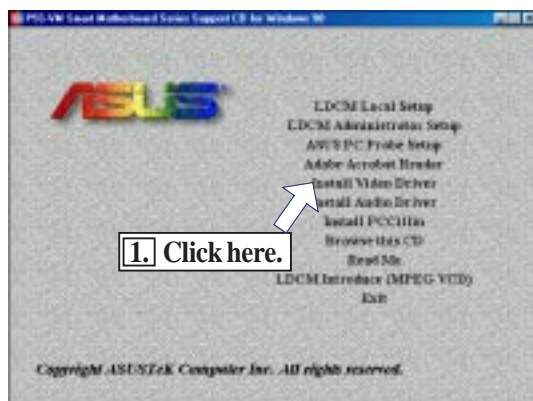 P5S-VM Smart Motherboard Series Support CD for Windows 98
ASUS
LDCM Local Setup
LDCM Administrator Setup
ASUS PC Probe Setup
Adobe Acrobat Reader
Install Video Driver
Install Audio Driver
Install PCCillin
Browse this CD
Read Me
LDCM Introduce (MPEG VCD)
Exit
1. Click here.
Copyright ASUSTeK Computer Inc. All rights reserved.